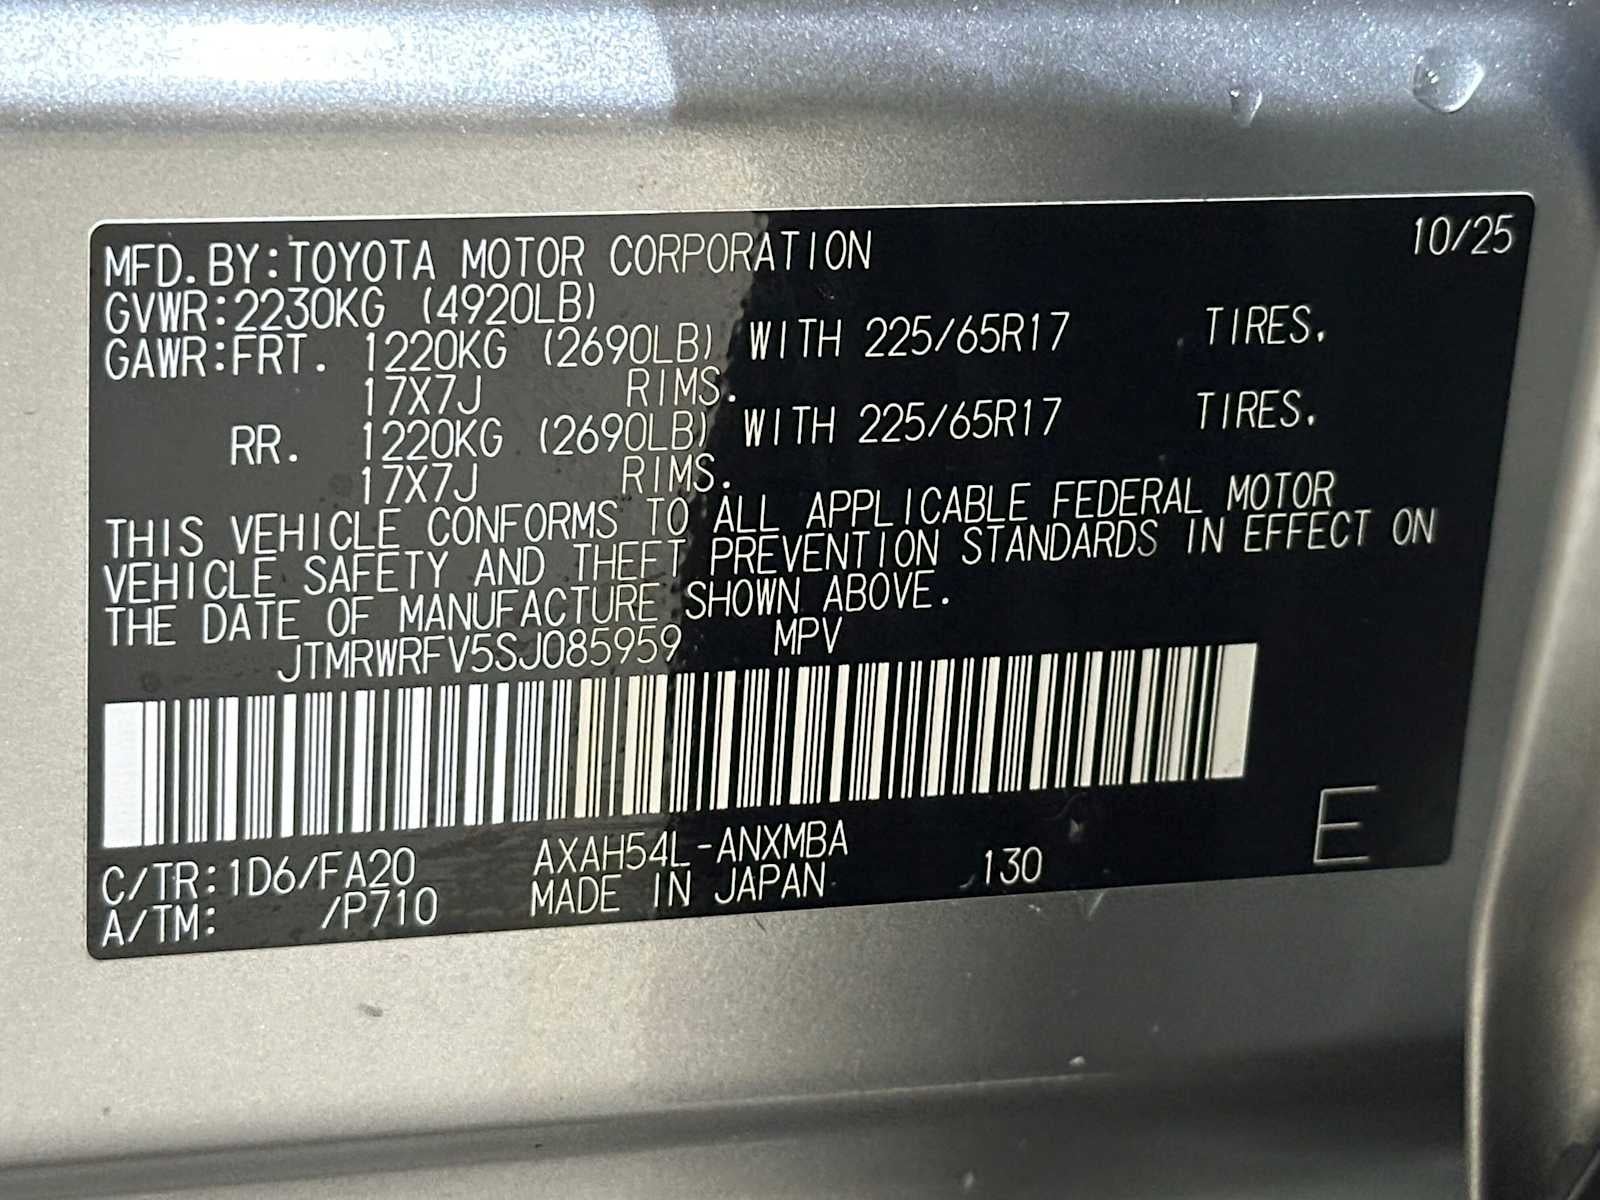 MFD.BY:TOYOTA MOTOR CORPORATION 10/25
GVWR:2230KG (4920LB)
GAWR:FRT. 1220KG (2690LB) WITH 225/65R17 TIRES.
17X7J RIMS.
RR. 1220KG (2690LB) WITH 225/65R17 TIRES.
17X7J RIMS.
THIS VEHICLE CONFORMS TO ALL APPLICABLE FEDERAL MOTOR
VEHICLE SAFETY AND THEFT PREVENTION STANDARDS IN EFFECT ON
THE DATE OF MANUFACTURE SHOWN ABOVE.
JTMRWRFV5SJ085959 MPV
C/TR:1D6/FA20 AXAH54L-ANXMBA
A/TM: /P710 MADE IN JAPAN 130
E